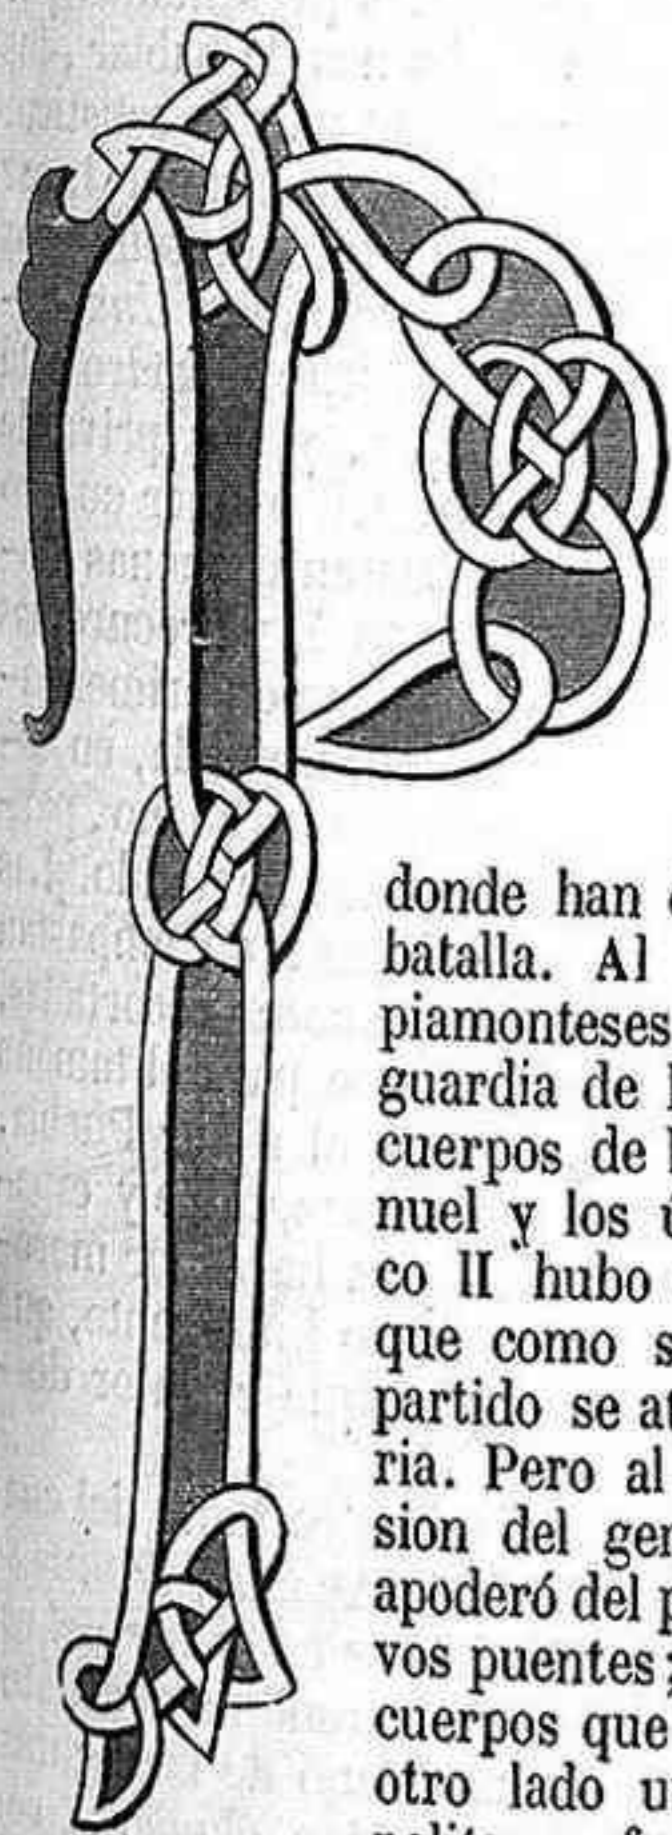 P
donde han
batalla. Al
piamonteses
guardia de
cuerpos de
nuel y los
co II hubo
que como
partido se
ria. Pero al
sion del
apoderó del
vos puentes;
cuerpos que
otro lado